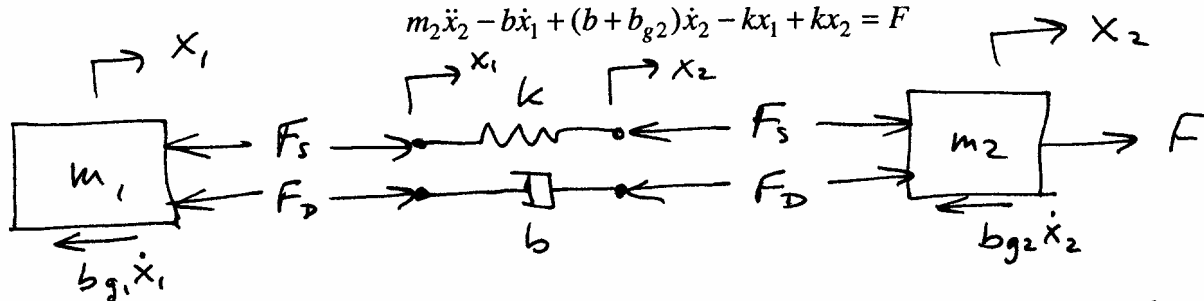 m₂ẍ₂ − bẋ₁ + (b + b_g2)ẋ₂ − kx₁ + kx₂ = F
x₁ x₁ k x₂ x₂
m₁ F_s F_s m₂ F
F_D F_D
b_g₁ẋ₁ b b_g2ẋ₂